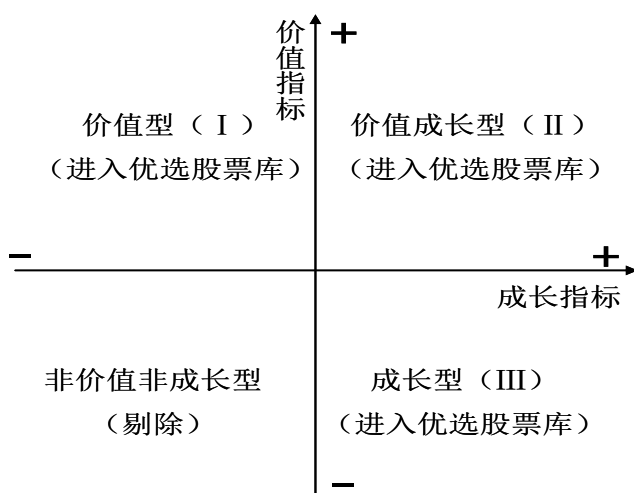 价值指标
+
价值型（Ⅰ）
（进入优选股票库）
价值成长型（Ⅱ）
（进入优选股票库）
−
+
成长指标
非价值非成长型
（剔除）
成长型（Ⅲ）
（进入优选股票库）
−